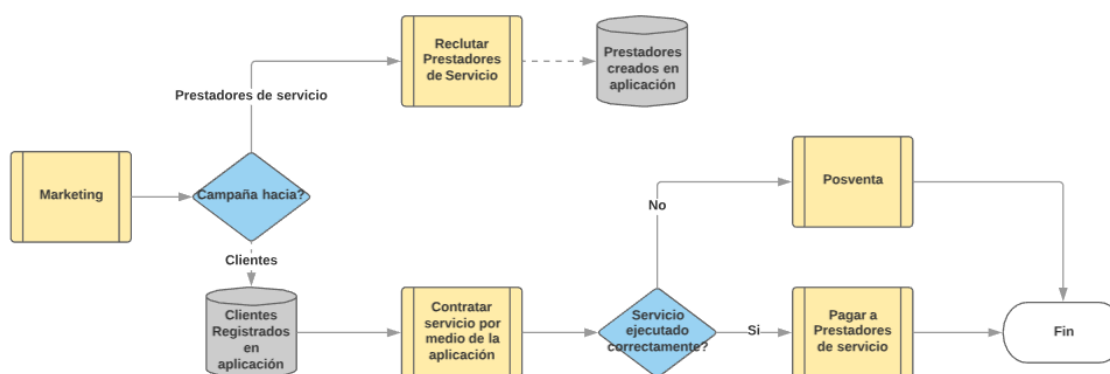 Reclutar
Prestadores
de Servicio
Prestadores
creados en
aplicación
Prestadores de servicio
Marketing
Campaña hacia?
Posventa
No
Clientes
Clientes
Registrados
en
aplicación
Contratar
servicio por
medio de la
aplicación
Servicio
ejecutado
correctamente?
Si
Pagar a
Prestadores
de servicio
Fin